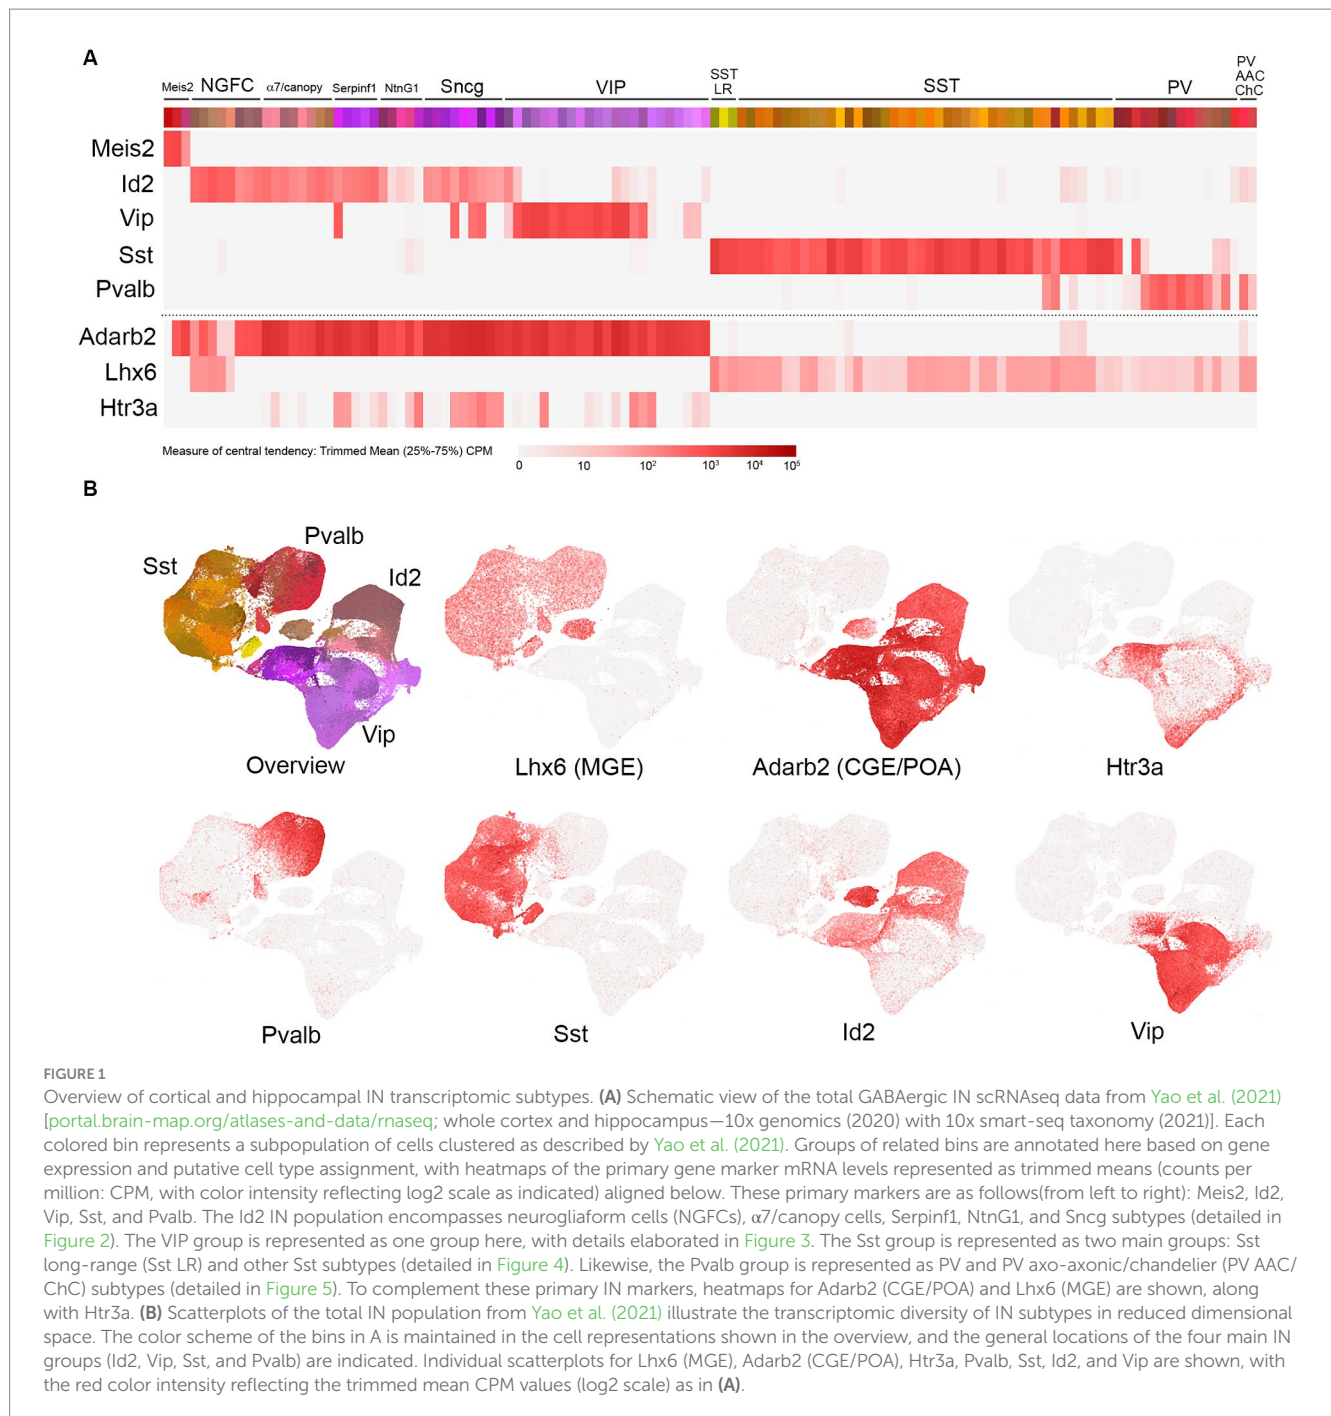 A
Meis2 NGFC α7/canopy Serpinf1 NtnG1 Sncg VIP SST LR SST PV PV AAC ChC
Meis2
Id2
Vip
Sst
Pvalb
Adarb2
Lhx6
Htr3a
Measure of central tendency: Trimmed Mean (25%-75%) CPM 0 10 10² 10³ 10⁴ 10⁵
B
Sst Pvalb Id2 Vip
Overview Lhx6 (MGE) Adarb2 (CGE/POA) Htr3a
Pvalb Sst Id2 Vip
FIGURE 1
Overview of cortical and hippocampal IN transcriptomic subtypes. (A) Schematic view of the total GABAergic IN scRNAseq data from Yao et al. (2021)
[portal.brain-map.org/atlases-and-data/rnaseq; whole cortex and hippocampus—10x genomics (2020) with 10x smart-seq taxonomy (2021)]. Each
colored bin represents a subpopulation of cells clustered as described by Yao et al. (2021). Groups of related bins are annotated here based on gene
expression and putative cell type assignment, with heatmaps of the primary gene marker mRNA levels represented as trimmed means (counts per
million: CPM, with color intensity reflecting log2 scale as indicated) aligned below. These primary markers are as follows(from left to right): Meis2, Id2,
Vip, Sst, and Pvalb. The Id2 IN population encompasses neurogliaform cells (NGFCs), α7/canopy cells, Serpinf1, NtnG1, and Sncg subtypes (detailed in
Figure 2). The VIP group is represented as one group here, with details elaborated in Figure 3. The Sst group is represented as two main groups: Sst
long-range (Sst LR) and other Sst subtypes (detailed in Figure 4). Likewise, the Pvalb group is represented as PV and PV axo-axonic/chandelier (PV AAC/
ChC) subtypes (detailed in Figure 5). To complement these primary IN markers, heatmaps for Adarb2 (CGE/POA) and Lhx6 (MGE) are shown, along
with Htr3a. (B) Scatterplots of the total IN population from Yao et al. (2021) illustrate the transcriptomic diversity of IN subtypes in reduced dimensional
space. The color scheme of the bins in A is maintained in the cell representations shown in the overview, and the general locations of the four main IN
groups (Id2, Vip, Sst, and Pvalb) are indicated. Individual scatterplots for Lhx6 (MGE), Adarb2 (CGE/POA), Htr3a, Pvalb, Sst, Id2, and Vip are shown, with
the red color intensity reflecting the trimmed mean CPM values (log2 scale) as in (A).